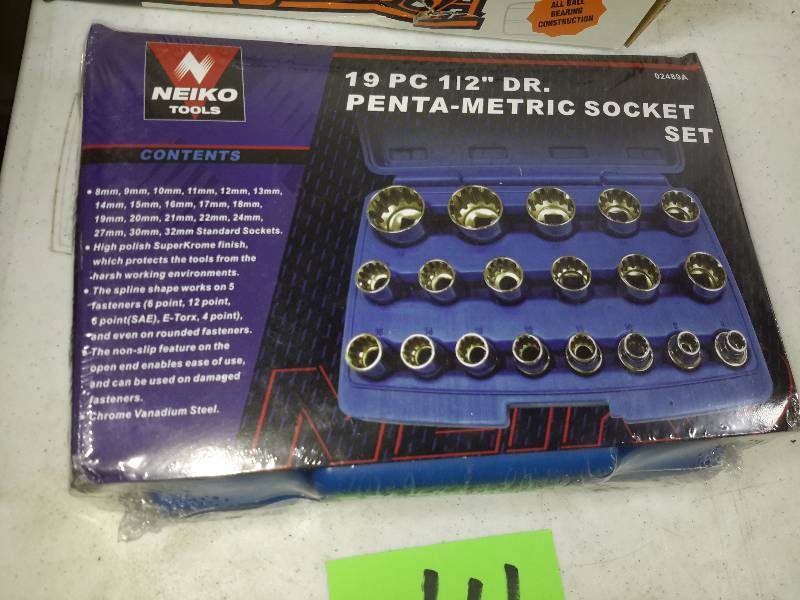 ALL BALL
BEARING
CONSTRUCTION
NEIKO
TOOLS
19 PC 1/2" DR.
PENTA-METRIC SOCKET
SET
02489A
CONTENTS
• 8mm, 9mm, 10mm, 11mm, 12mm, 13mm,
14mm, 15mm, 16mm, 17mm, 18mm,
19mm, 20mm, 21mm, 22mm, 24mm,
27mm, 30mm, 32mm Standard Sockets.
• High polish SuperKrome finish,
which protects the tools from the
harsh working environments.
• The spline shape works on 5
fasteners (6 point, 12 point,
6 point(SAE), E-Torx, 4 point),
and even on rounded fasteners.
• The non-slip feature on the
open end enables ease of use,
and can be used on damaged
fasteners.
• Chrome Vanadium Steel.